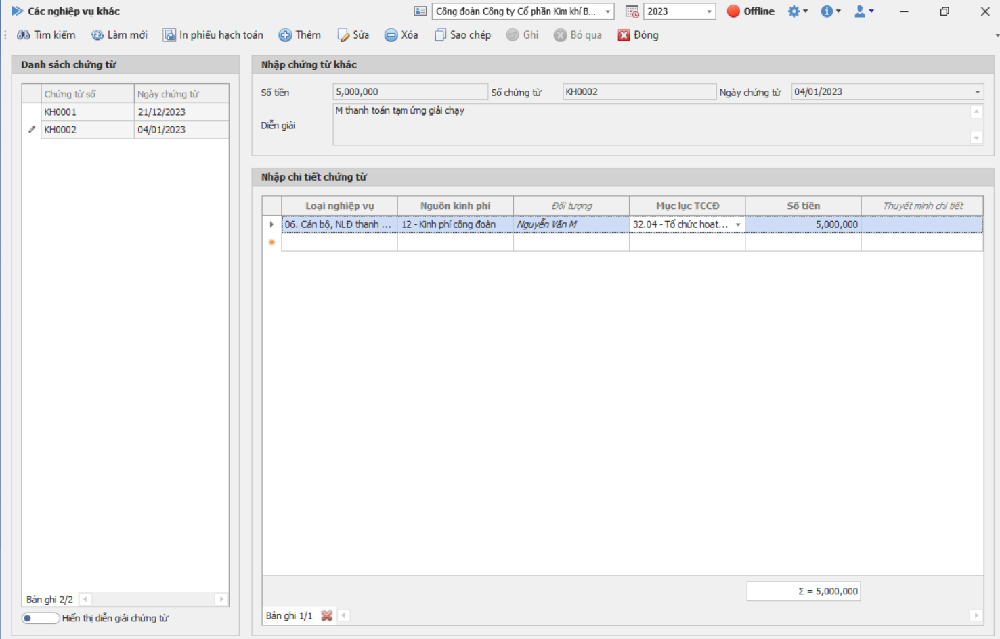 Các nghiệp vụ khác
Công đoàn Công ty Cổ phần Kim khí B...
2023
Offline
Tìm kiếm
Làm mới
In phiếu hạch toán
Thêm
Sửa
Xóa
Sao chép
Ghi
Bỏ qua
Đóng
Danh sách chứng từ
Chứng từ số
Ngày chứng từ
KH0001
21/12/2023
KH0002
04/01/2023
Bản ghi 2/2
Hiển thị diễn giải chứng từ
Nhập chứng từ khác
Số tiền
5,000,000
Số chứng từ
KH0002
Ngày chứng từ
04/01/2023
Diễn giải
M thanh toán tạm ứng giải chạy
Nhập chi tiết chứng từ
Loại nghiệp vụ
Nguồn kinh phí
Đối tượng
Mục lục TCCĐ
Số tiền
Thuyết minh chi tiết
06. Cán bộ, NLĐ thanh ...
12 - Kinh phí công đoàn
Nguyễn Văn M
32.04 - Tổ chức hoạt...
5,000,000
Σ = 5,000,000
Bản ghi 1/1